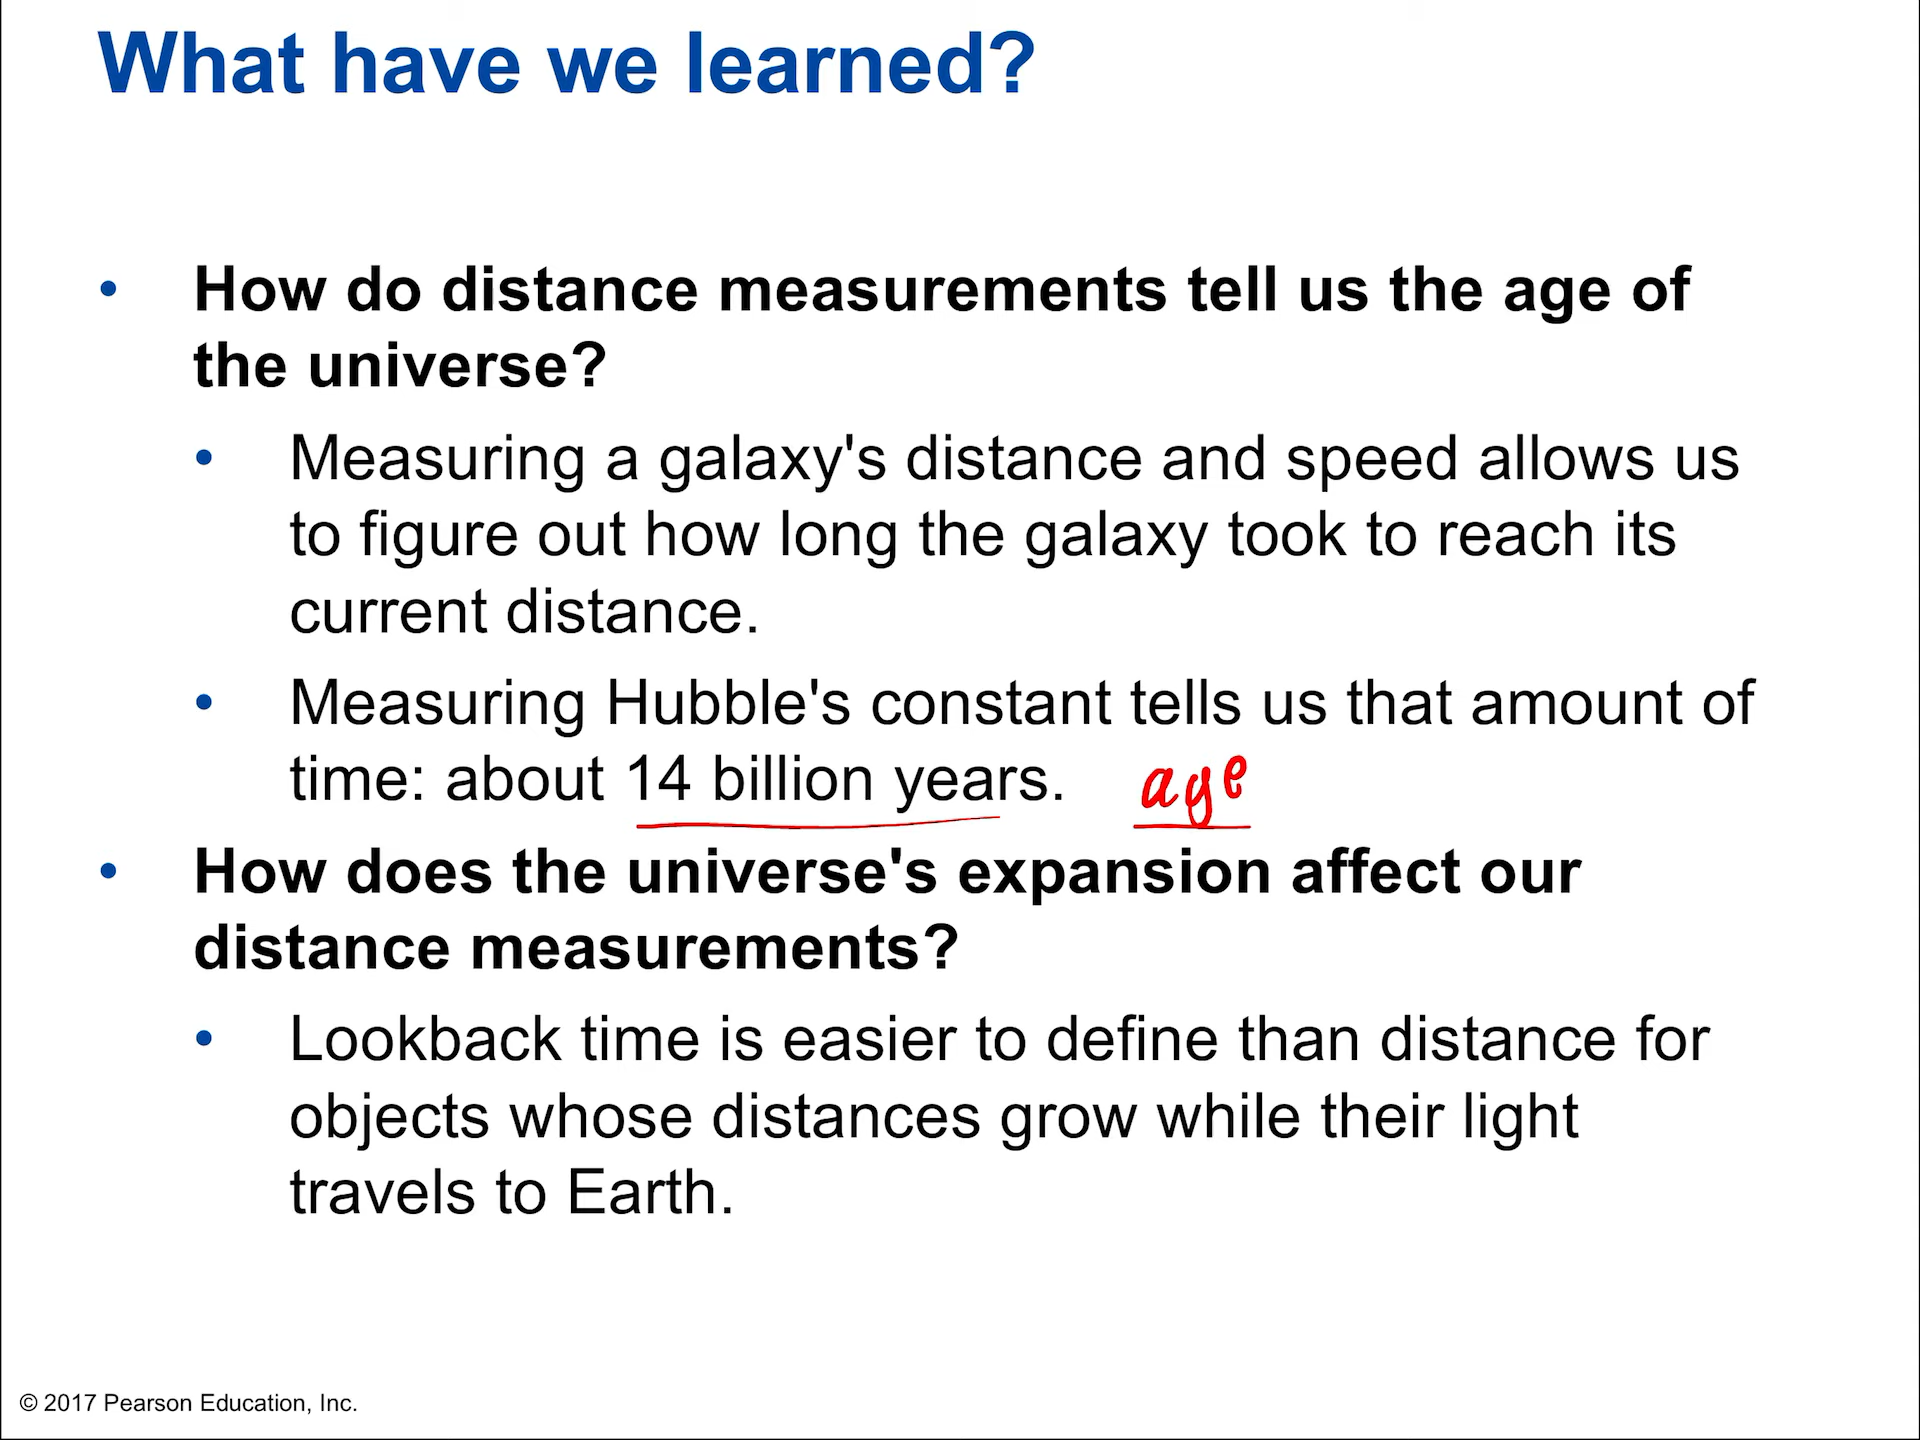 What have we learned?
• How do distance measurements tell us the age of
the universe?
• Measuring a galaxy's distance and speed allows us
to figure out how long the galaxy took to reach its
current distance.
• Measuring Hubble's constant tells us that amount of
time: about 14 billion years. age
• How does the universe's expansion affect our
distance measurements?
• Lookback time is easier to define than distance for
objects whose distances grow while their light
travels to Earth.
© 2017 Pearson Education, Inc.